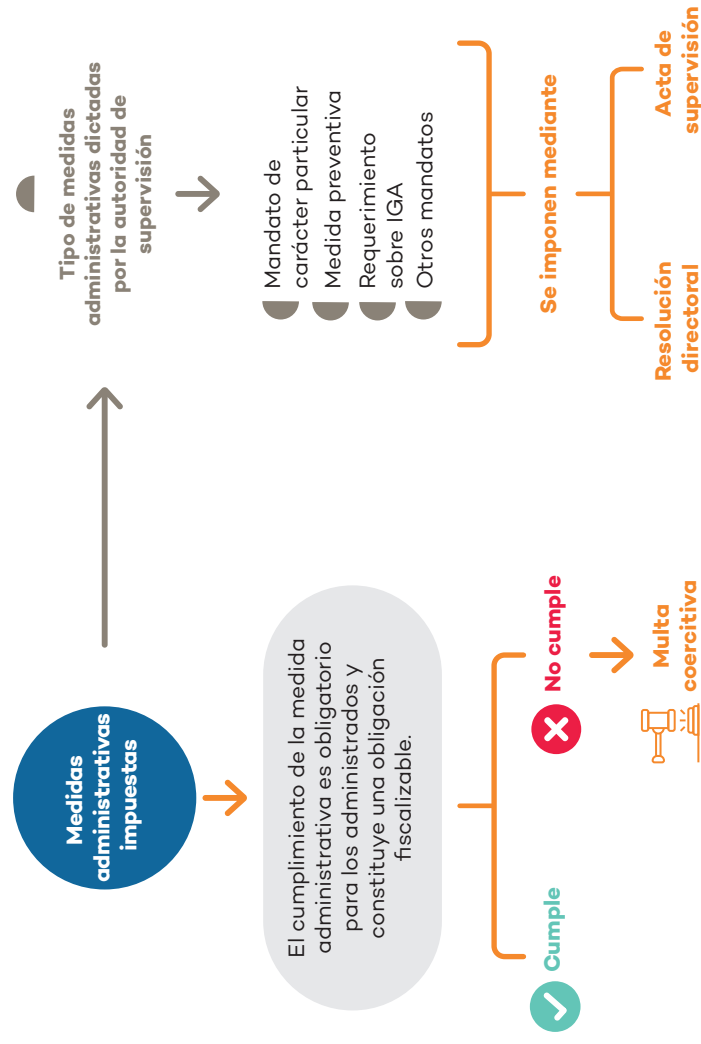 Medidas
administrativas
impuestas
El cumplimiento de la medida
administrativa es obligatorio
para los administrados y
constituye una obligación
fiscalizable.
Cumple
No cumple
Multa
coercitiva
Tipo de medidas
administrativas dictadas
por la autoridad de
supervisión
Mandato de
carácter particular
Medida preventiva
Requerimiento
sobre IGA
Otros mandatos
Se imponen mediante
Resolución
directoral
Acta de
supervisión